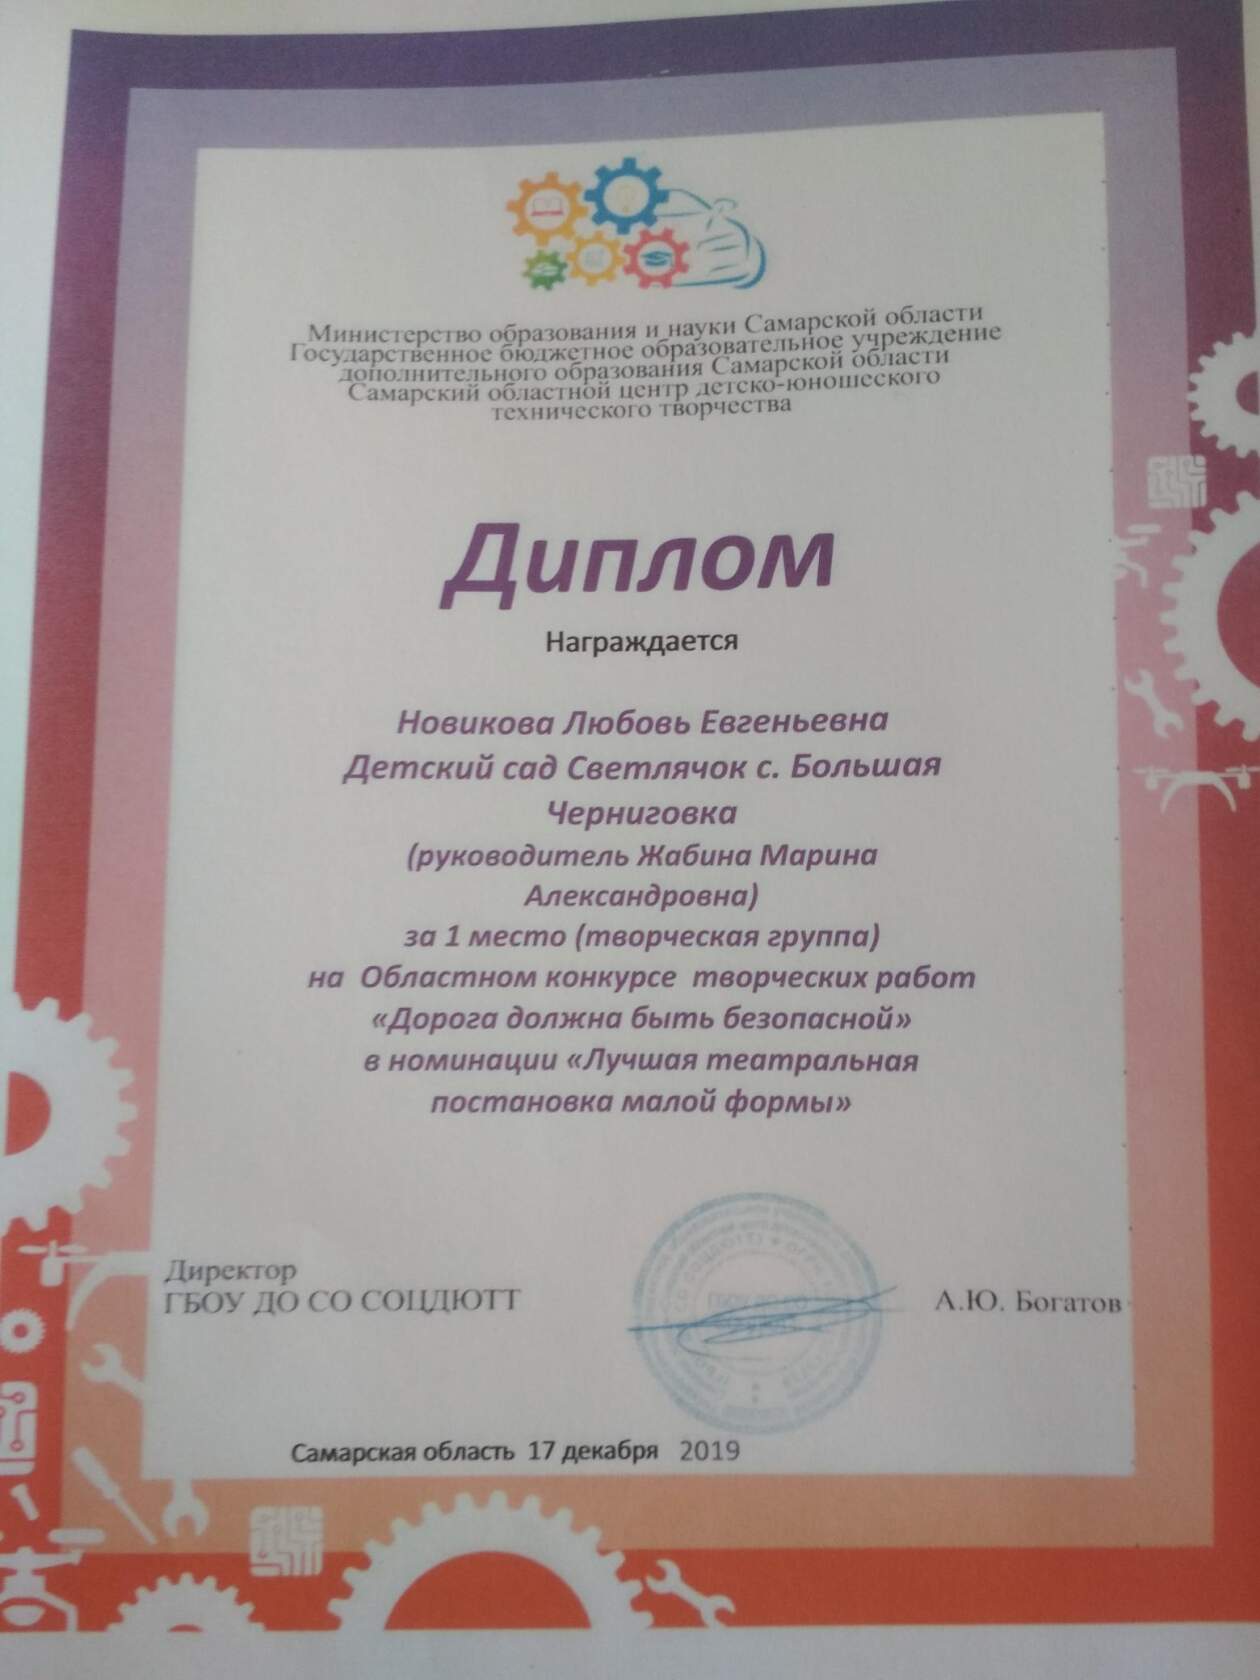 Министерство образования и науки Самарской области
Государственное бюджетное образовательное учреждение
дополнительного образования Самарской области
Самарский областной центр детско-юношеского
технического творчества
Диплом
Награждается
Новикова Любовь Евгеньевна
Детский сад Светлячок с. Большая
Черниговка
(руководитель Жабина Марина
Александровна)
за 1 место (творческая группа)
на Областном конкурсе творческих работ
«Дорога должна быть безопасной»
в номинации «Лучшая театральная
постановка малой формы»
Директор
ГБОУ ДО СО СОЦДЮТТ
А.Ю. Богатов
Самарская область 17 декабря 2019